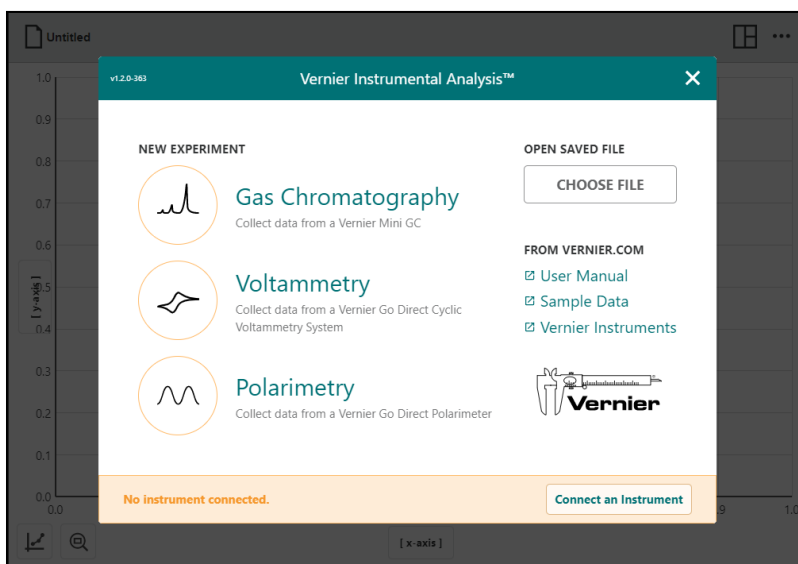 Untitled
v1.2.0-363
Vernier Instrumental Analysis™
NEW EXPERIMENT
Gas Chromatography
Collect data from a Vernier Mini GC
Voltammetry
Collect data from a Vernier Go Direct Cyclic
Voltammetry System
Polarimetry
Collect data from a Vernier Go Direct Polarimeter
OPEN SAVED FILE
CHOOSE FILE
FROM VERNIER.COM
User Manual
Sample Data
Vernier Instruments
Vernier
No instrument connected.
Connect an Instrument
1.0
0.9
0.8
0.7
0.6
0.5
0.4
0.3
0.2
0.1
0.0
[ y-axis ]
0.0
.9
1.0
[ x-axis ]